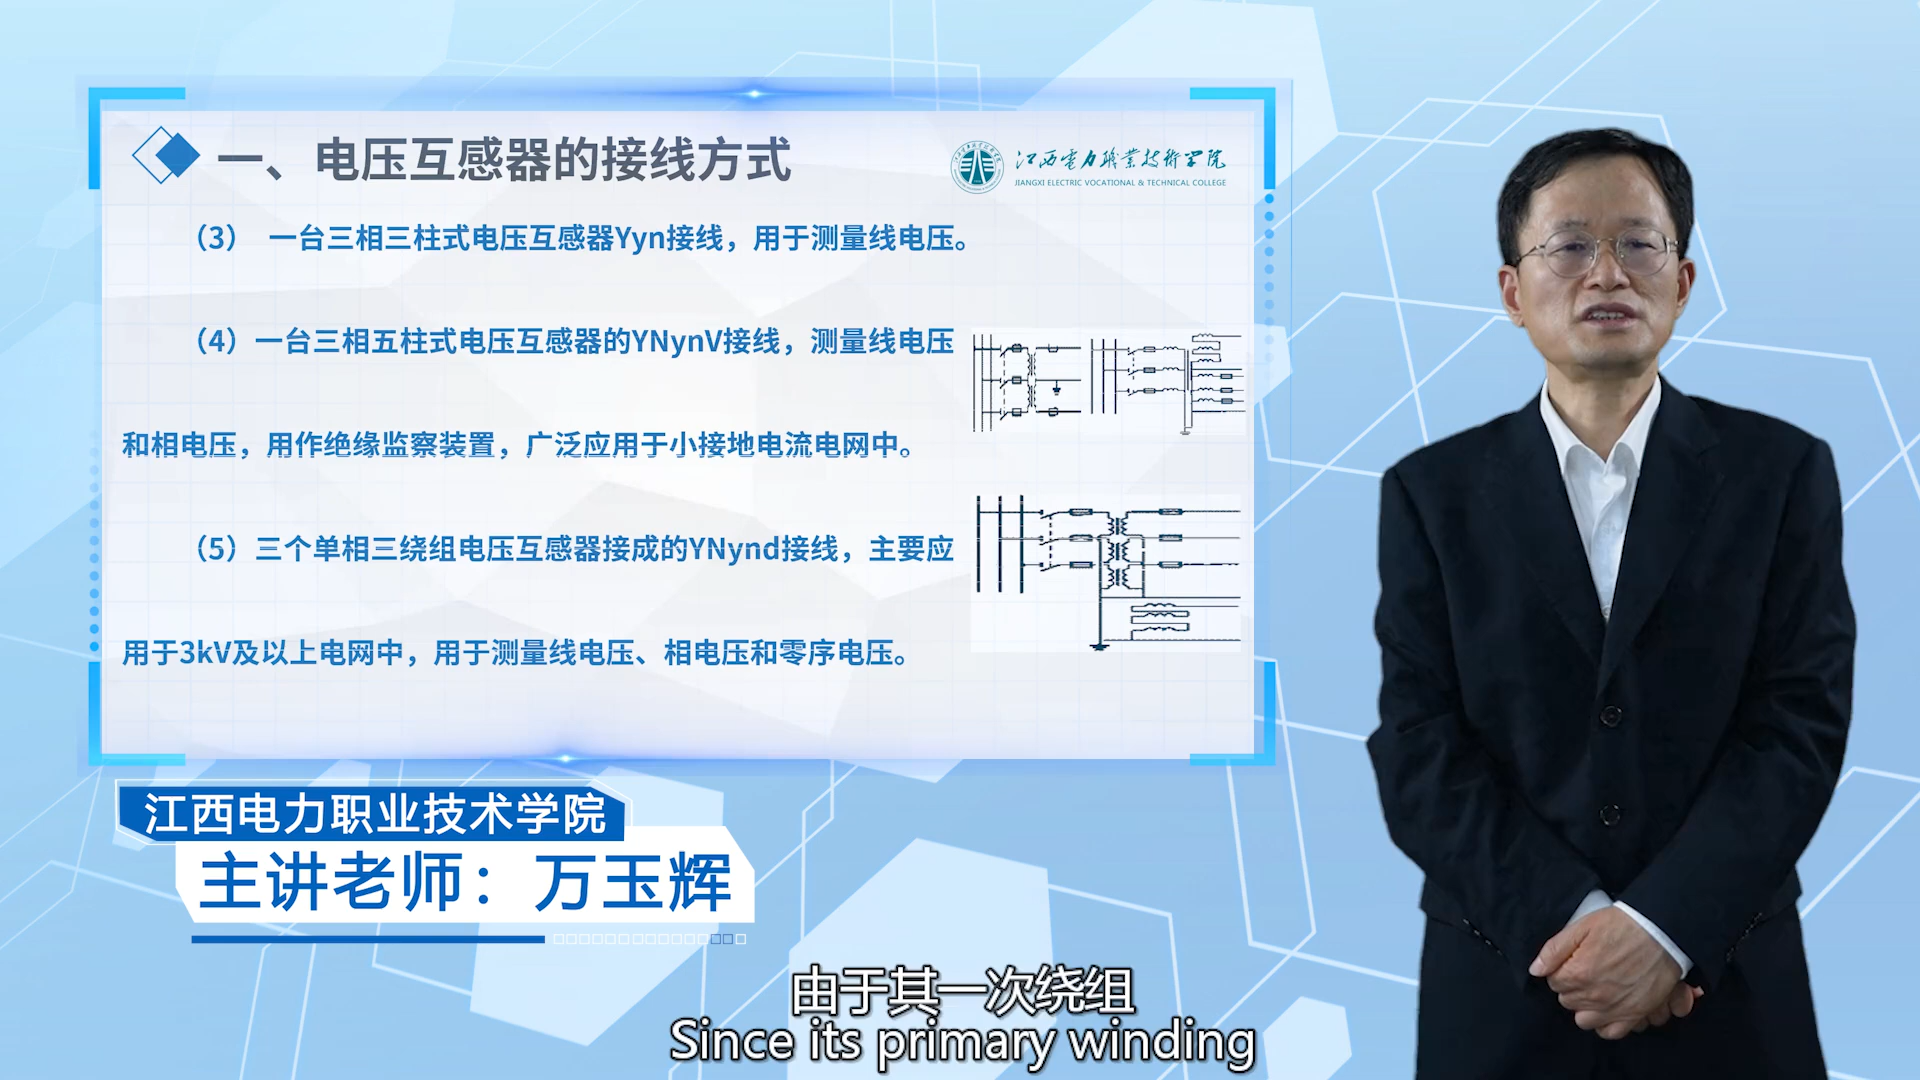 一、电压互感器的接线方式
江西電力職業技術學院
JIANGXI ELECTRIC VOCATIONAL & TECHNICAL COLLEGE
（3） 一台三相三柱式电压互感器Yyn接线，用于测量线电压。
（4）一台三相五柱式电压互感器的YNynV接线，测量线电压
和相电压，用作绝缘监察装置，广泛应用于小接地电流电网中。
（5）三个单相三绕组电压互感器接成的YNynd接线，主要应
用于3kV及以上电网中，用于测量线电压、相电压和零序电压。
江西电力职业技术学院
主讲老师：万玉辉
由于其一次绕组
Since its primary winding